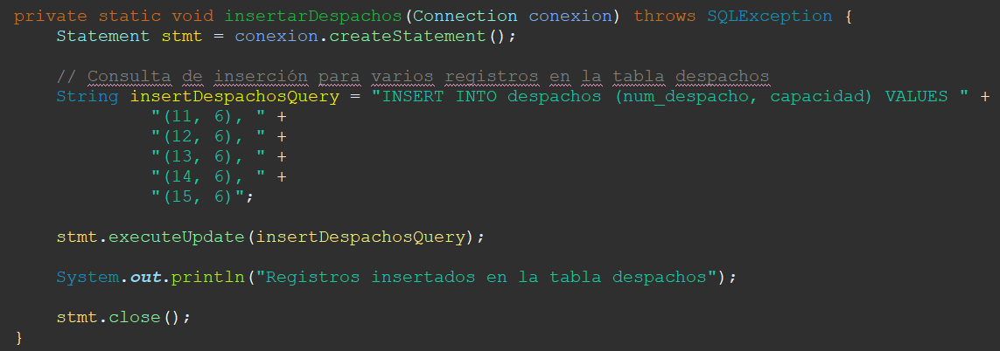 private static void insertarDespachos(Connection conexion) throws SQLException {
Statement stmt = conexion.createStatement();
// Consulta de inserción para varios registros en la tabla despachos
String insertDespachosQuery = "INSERT INTO despachos (num_despacho, capacidad) VALUES " +
"(11, 6), " +
"(12, 6), " +
"(13, 6), " +
"(14, 6), " +
"(15, 6)";
stmt.executeUpdate(insertDespachosQuery);
System.out.println("Registros insertados en la tabla despachos");
stmt.close();
}